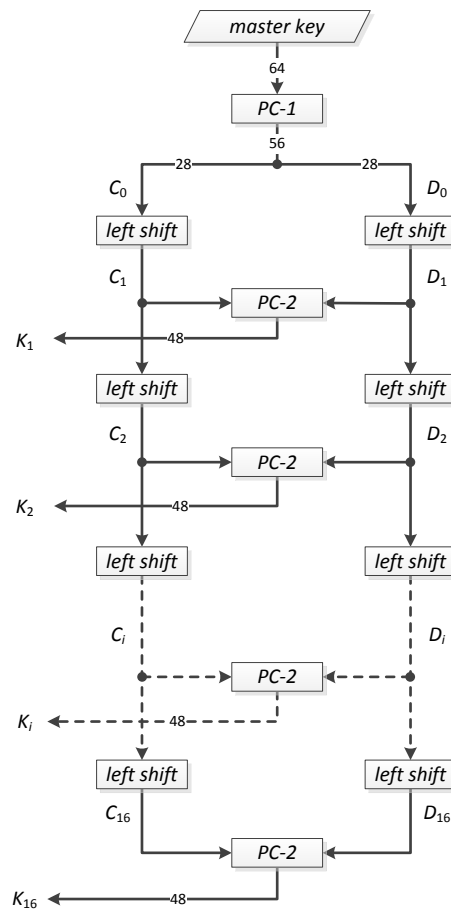 master key
64
PC-1
56
28 28
C0 D0
left shift left shift
C1 D1
PC-2
K1 48
left shift left shift
C2 D2
PC-2
K2 48
left shift left shift
Ci Di
PC-2
Ki 48
left shift left shift
C16 D16
PC-2
K16 48